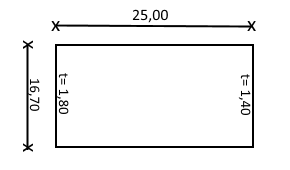 25,00
16,70
t= 1,80
t= 1,40